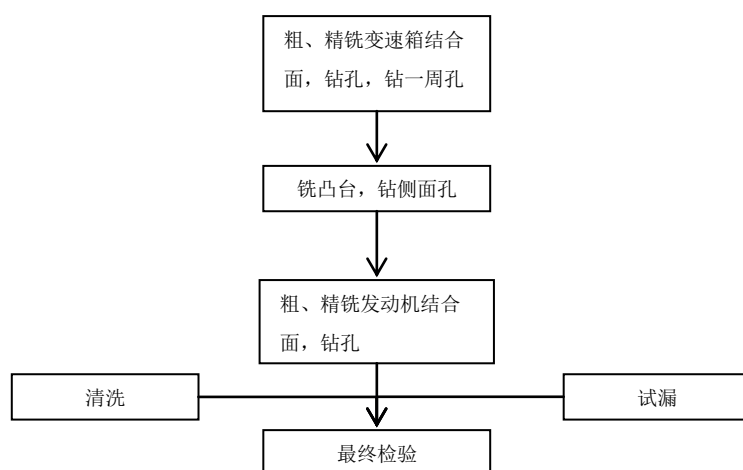 粗、精铣变速箱结合
面，钻孔，钻一周孔
铣凸台，钻侧面孔
粗、精铣发动机结合
面，钻孔
清洗
试漏
最终检验